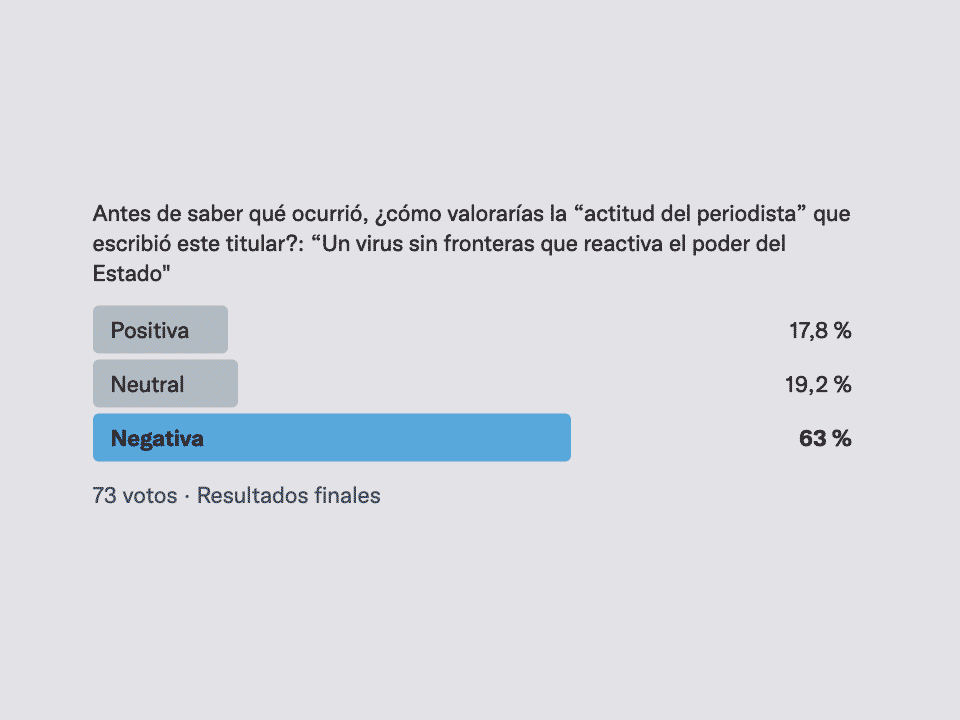 Antes de saber qué ocurrió, ¿cómo valorarías la “actitud del periodista” que
escribió este titular?: “Un virus sin fronteras que reactiva el poder del
Estado"
Positiva 17,8 %
Neutral 19,2 %
Negativa 63 %
73 votos · Resultados finales